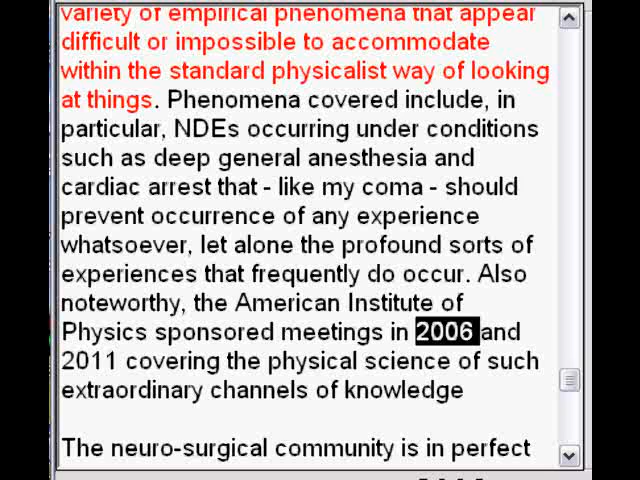 variety of empirical phenomena that appear
difficult or impossible to accommodate
within the standard physicalist way of looking
at things. Phenomena covered include, in
particular, NDEs occurring under conditions
such as deep general anesthesia and
cardiac arrest that - like my coma - should
prevent occurrence of any experience
whatsoever, let alone the profound sorts of
experiences that frequently do occur. Also
noteworthy, the American Institute of
Physics sponsored meetings in 2006 and
2011 covering the physical science of such
extraordinary channels of knowledge
The neuro-surgical community is in perfect